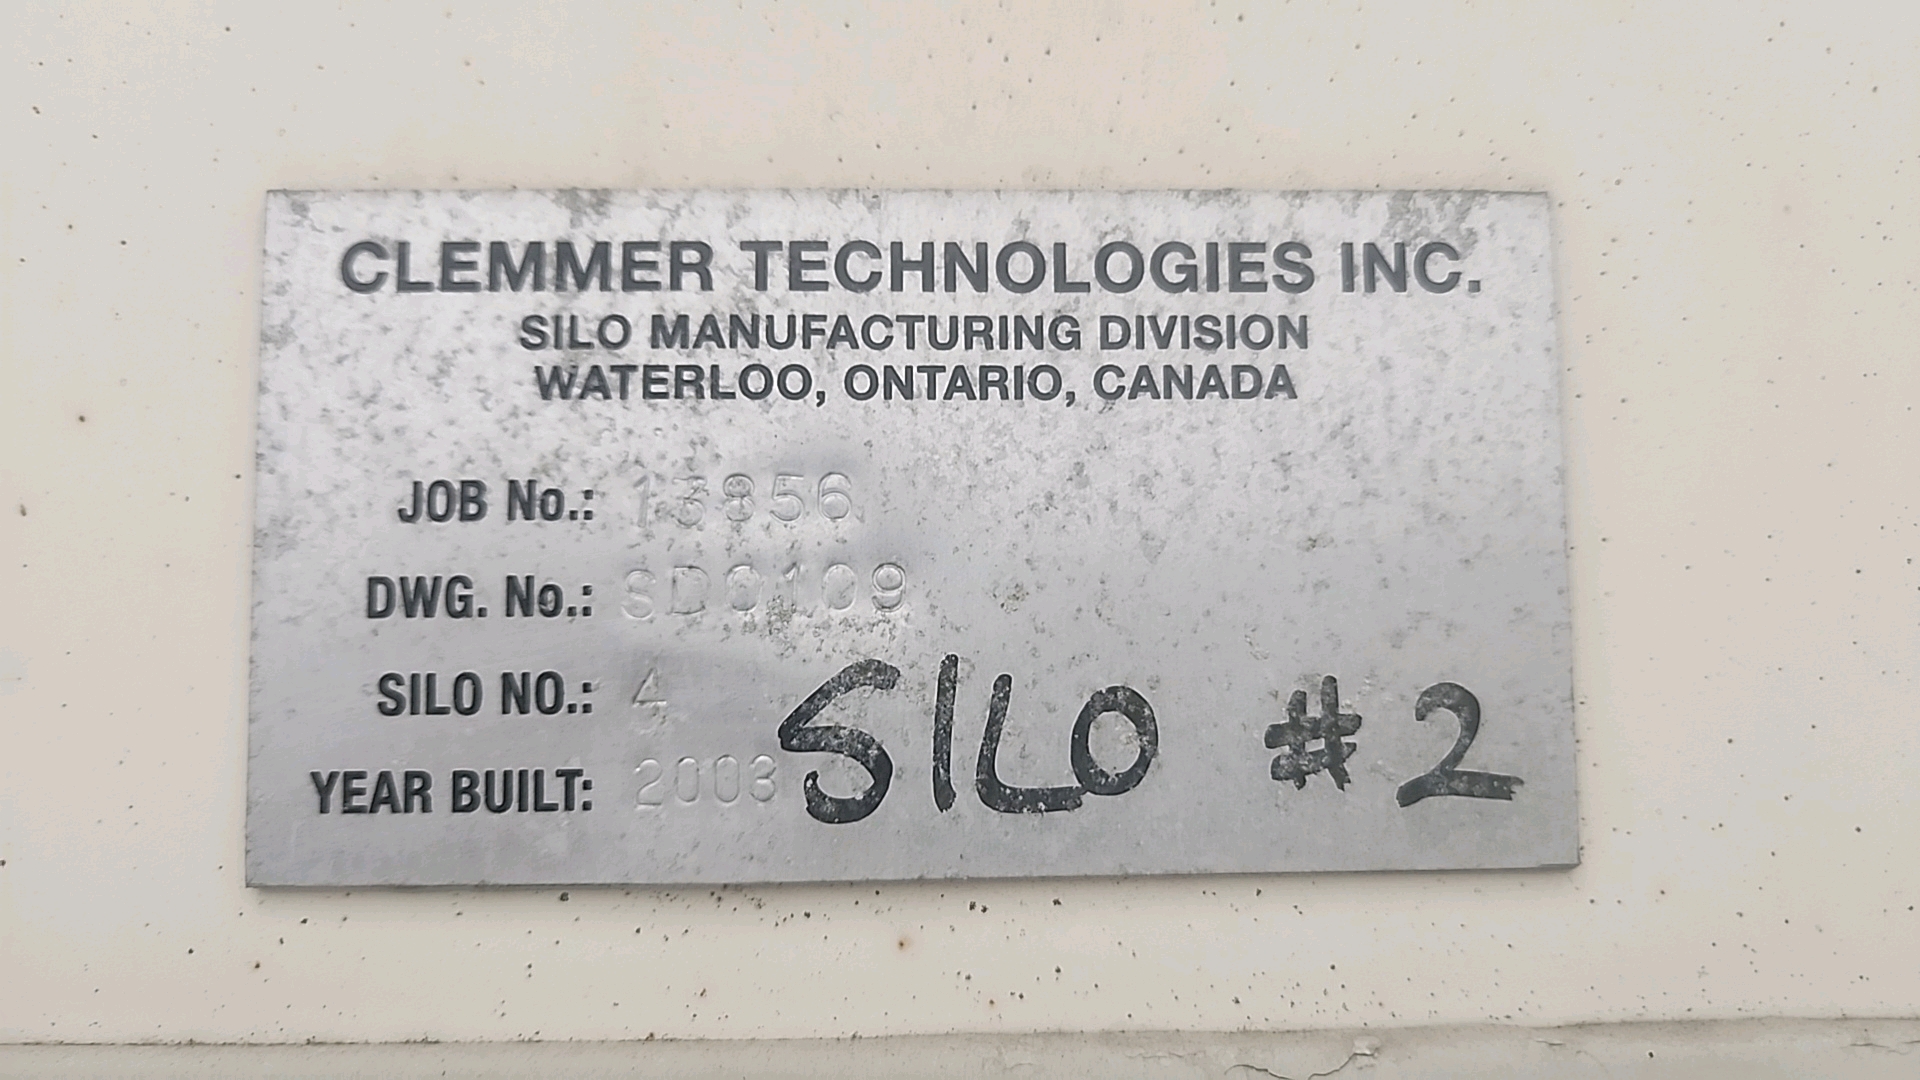 CLEMMER TECHNOLOGIES INC.
SILO MANUFACTURING DIVISION
WATERLOO, ONTARIO, CANADA
JOB No.: 13856
DWG. No.: SD0109
SILO NO.: 4
YEAR BUILT: 2003
SILO #2